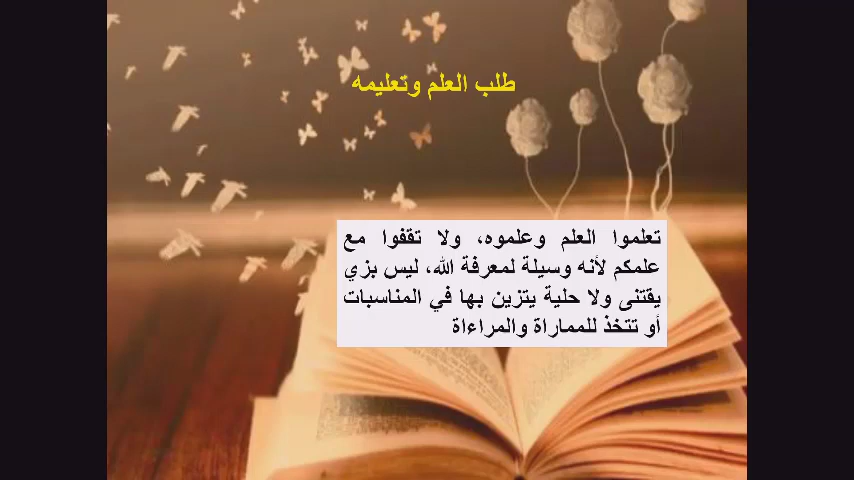 طلب العلم وتعليمه
تعلموا العلم وعلموه، ولا تقفوا مع
علمكم لأنه وسيلة لمعرفة الله، ليس بزي
يقتنى ولا حلية يتزين بها في المناسبات
أو تتخذ للمماراة والمراءاة